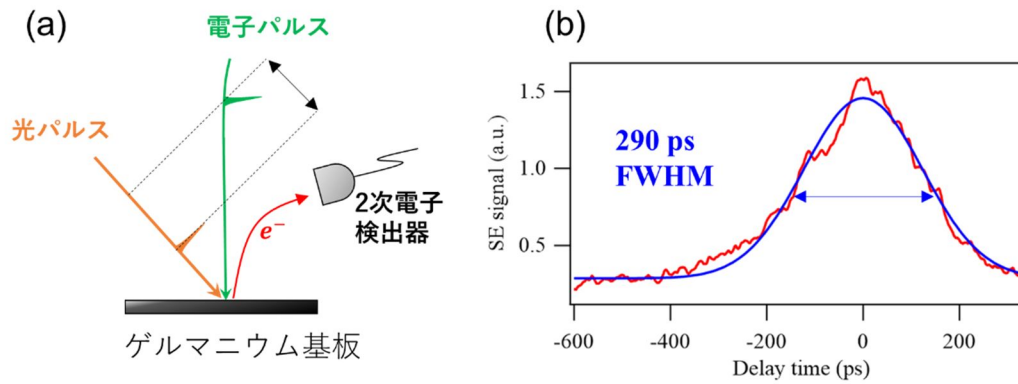 (a)
電子パルス
光パルス
2次電子
検出器
e−
ゲルマニウム基板
(b)
SE signal (a.u.)
1.5
1.0
0.5
290 ps
FWHM
-600
-400
-200
0
200
Delay time (ps)